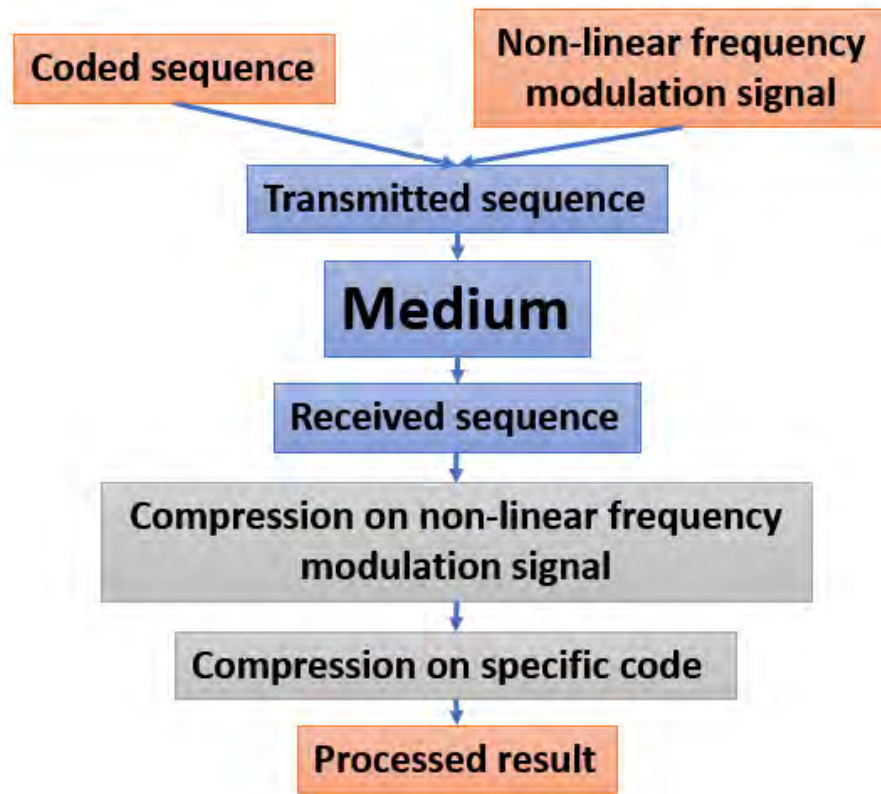 Coded sequence
Non-linear frequency
modulation signal
Transmitted sequence
Medium
Received sequence
Compression on non-linear frequency
modulation signal
Compression on specific code
Processed result